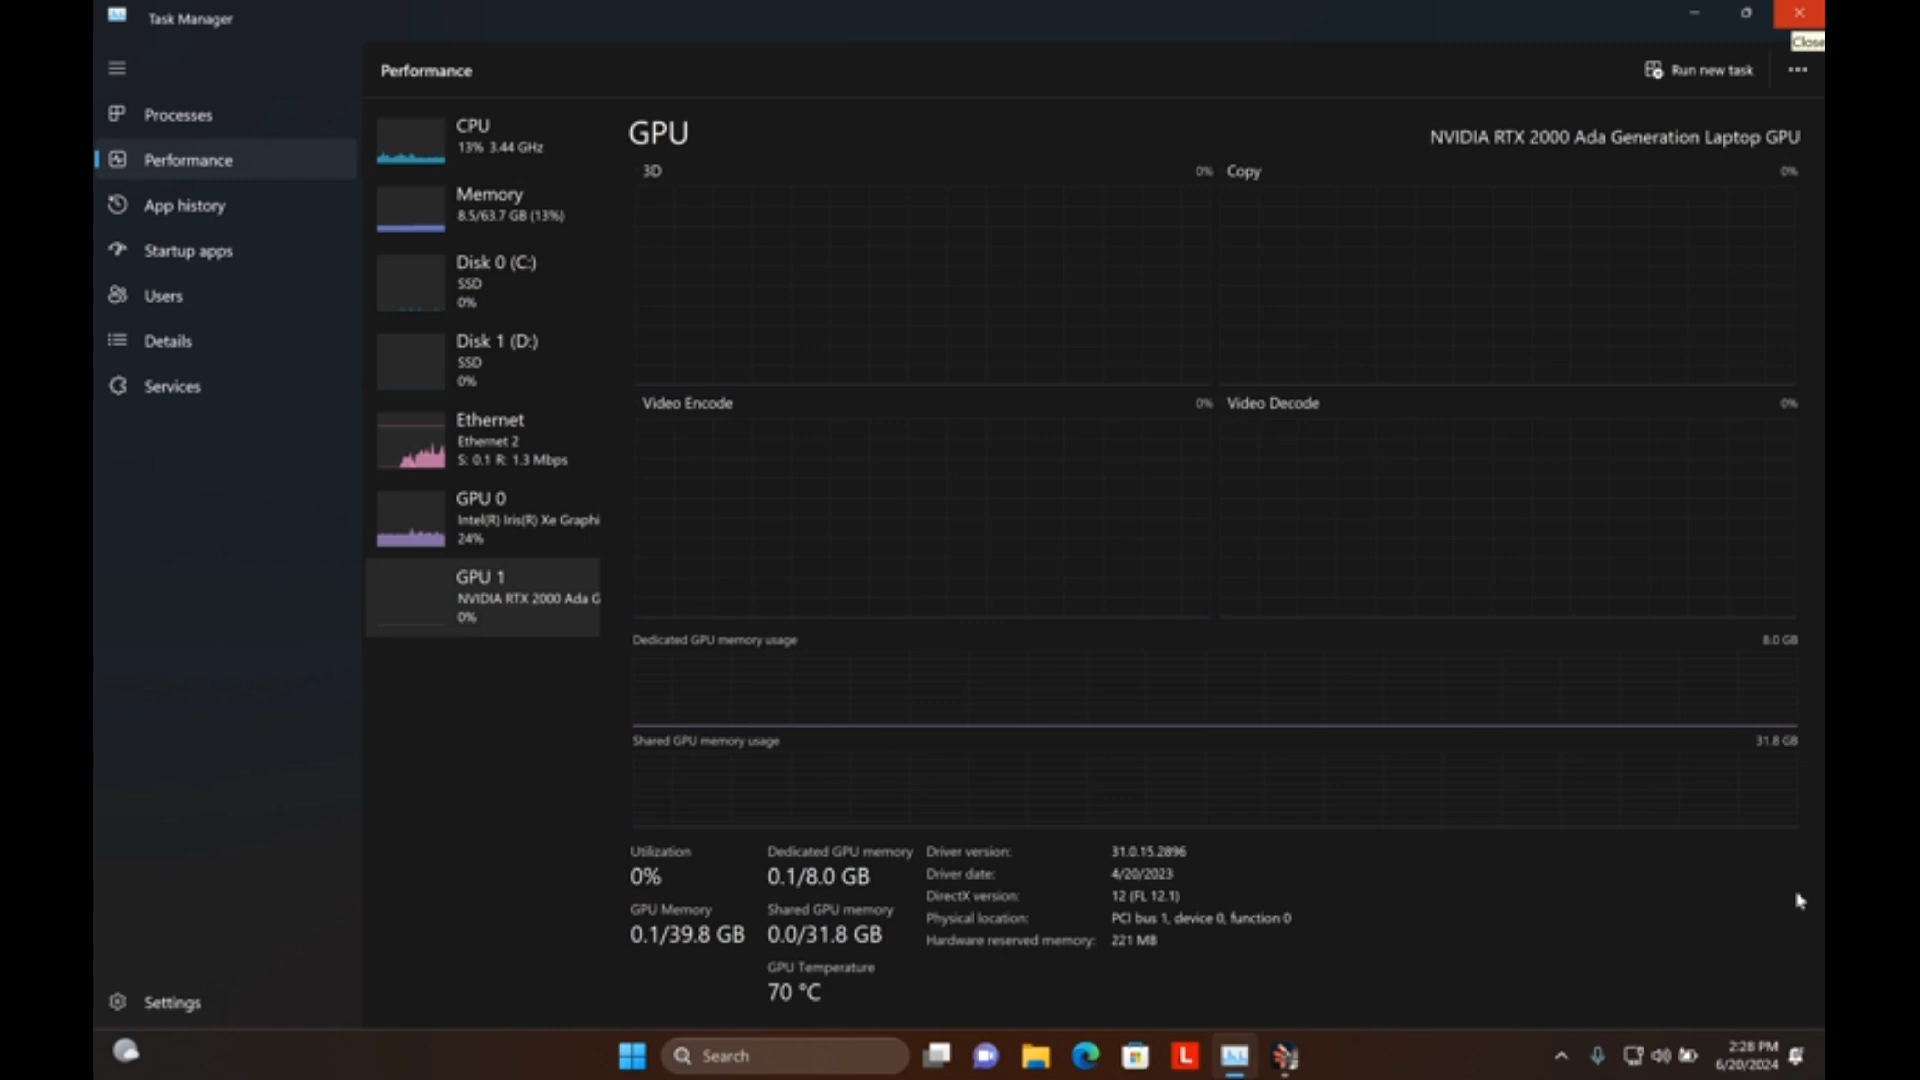 Task Manager
Close
Performance
Run new task
Processes
Performance
App history
Startup apps
Users
Details
Services
Settings
CPU
13% 3.44 GHz
Memory
8.5/63.7 GB (13%)
Disk 0 (C:)
SSD
0%
Disk 1 (D:)
SSD
0%
Ethernet
Ethernet 2
S: 0.1 R: 1.3 Mbps
GPU 0
Intel(R) Iris(R) Xe Graphi
24%
GPU 1
NVIDIA RTX 2000 Ada G
0%
GPU
NVIDIA RTX 2000 Ada Generation Laptop GPU
3D 0%
Copy 0%
Video Encode 0%
Video Decode 0%
Dedicated GPU memory usage 8.0 GB
Shared GPU memory usage 31.8 GB
Utilization
0%
Dedicated GPU memory
0.1/8.0 GB
GPU Memory
0.1/39.8 GB
Shared GPU memory
0.0/31.8 GB
GPU Temperature
70 °C
Driver version: 31.0.15.2896
Driver date: 4/20/2023
DirectX version: 12 (FL 12.1)
Physical location: PCI bus 1, device 0, function 0
Hardware reserved memory: 221 MB
Search
L
2:28 PM
6/20/2024